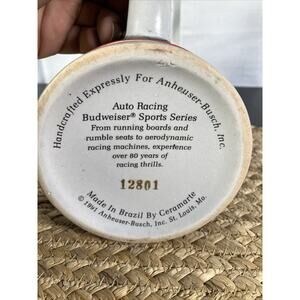 Handcrafted Expressly For Anheuser-Busch, Inc.
Auto Racing
Budweiser® Sports Series
From running boards and
rumble seats to aerodynamic
racing machines, experience
over 80 years of
racing thrills.
12801
Made In Brazil By Ceramarte
© 1991 Anheuser-Busch, Inc. St. Louis, Mo.